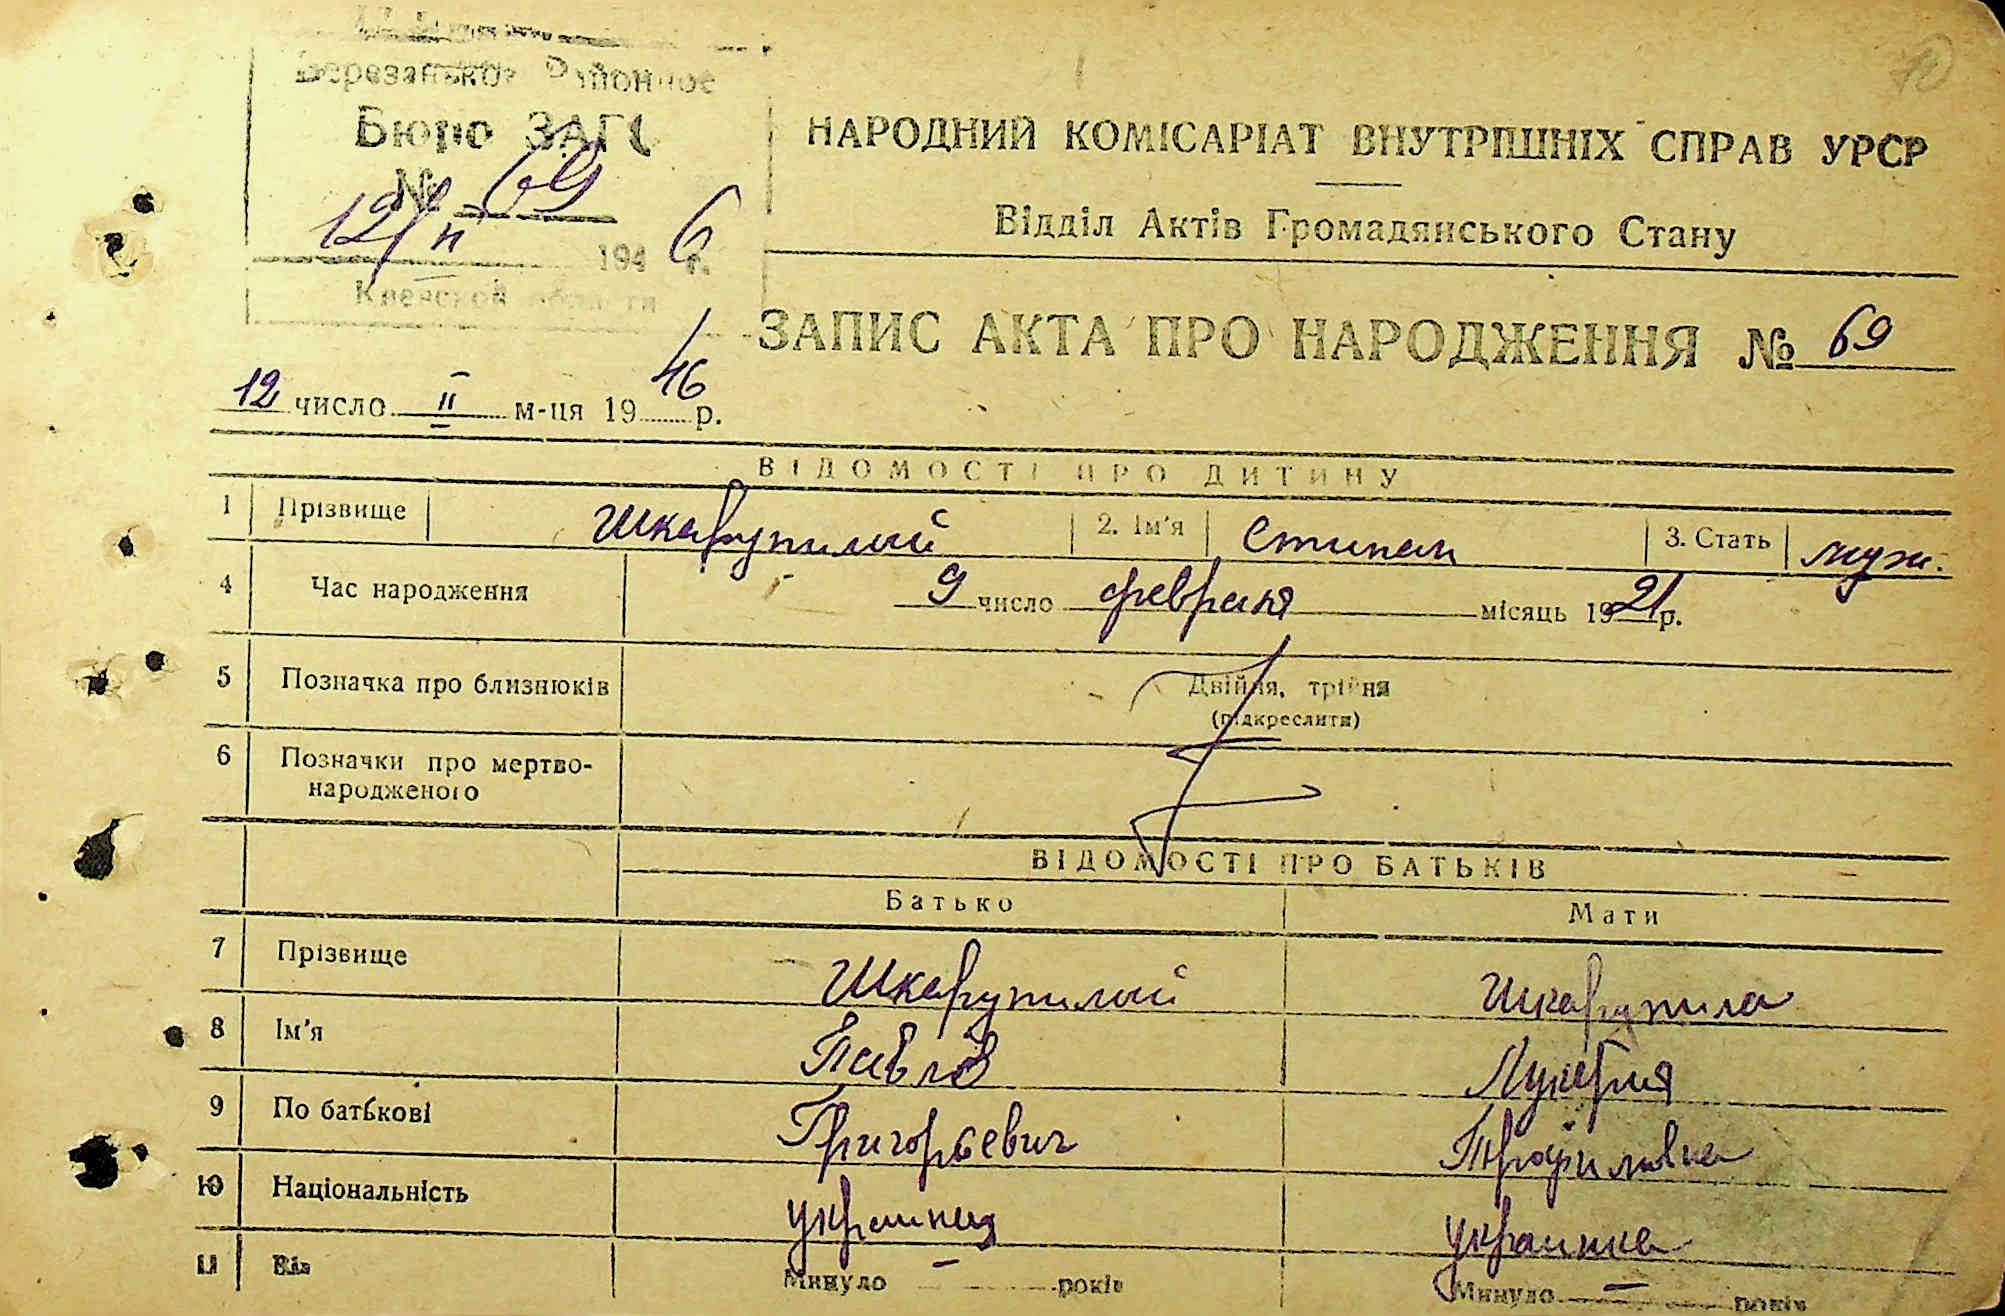 Березанское Районное
Бюро ЗАГС
№ 69
12/II 1946 г.
Киевской области
10
НАРОДНИЙ КОМІСАРІАТ ВНУТРІШНІХ СПРАВ УРСР
Відділ Актів Громадянського Стану
ЗАПИС АКТА ПРО НАРОДЖЕННЯ № 69
12 число II м-ця 1946 р.
ВІДОМОСТІ ПРО ДИТИНУ
1 Прізвище Шкарупилый 2. Ім'я Степан 3. Стать муж.
4 Час народження 9 число февраля місяць 1921 р.
5 Позначка про близнюків Двійня, трійня
(підкреслити)
6 Позначки про мертво-
народженого
ВІДОМОСТІ ПРО БАТЬКІВ
Батько Мати
7 Прізвище Шкарупилый Шкарупила
8 Ім'я Павло Лукерия
9 По батькові Григорьевич Трофимовна
10 Національність украинец украинка
11 Вік Минуло — років Минуло — років